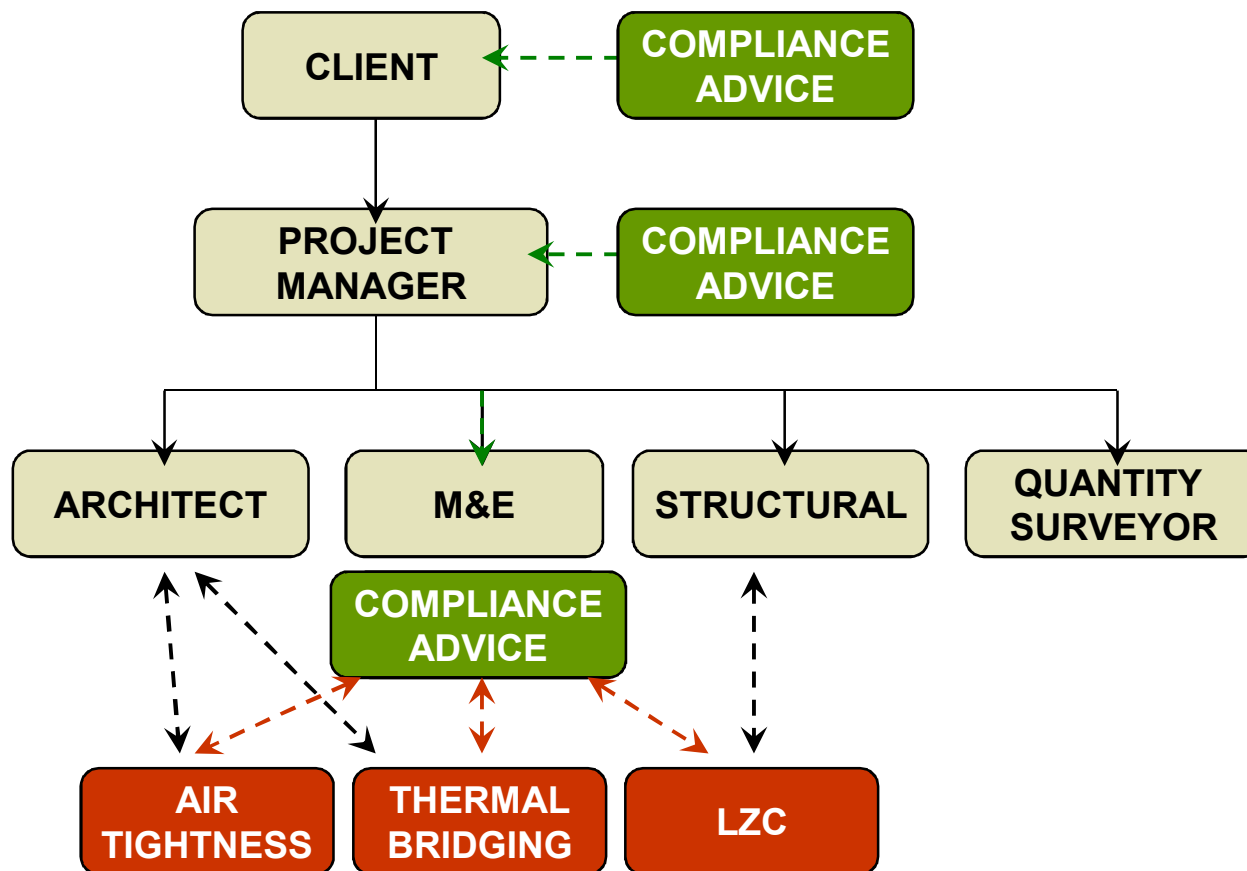 CLIENT
COMPLIANCE
ADVICE
PROJECT
MANAGER
COMPLIANCE
ADVICE
ARCHITECT
M&E
STRUCTURAL
QUANTITY
SURVEYOR
COMPLIANCE
ADVICE
AIR
TIGHTNESS
THERMAL
BRIDGING
LZC